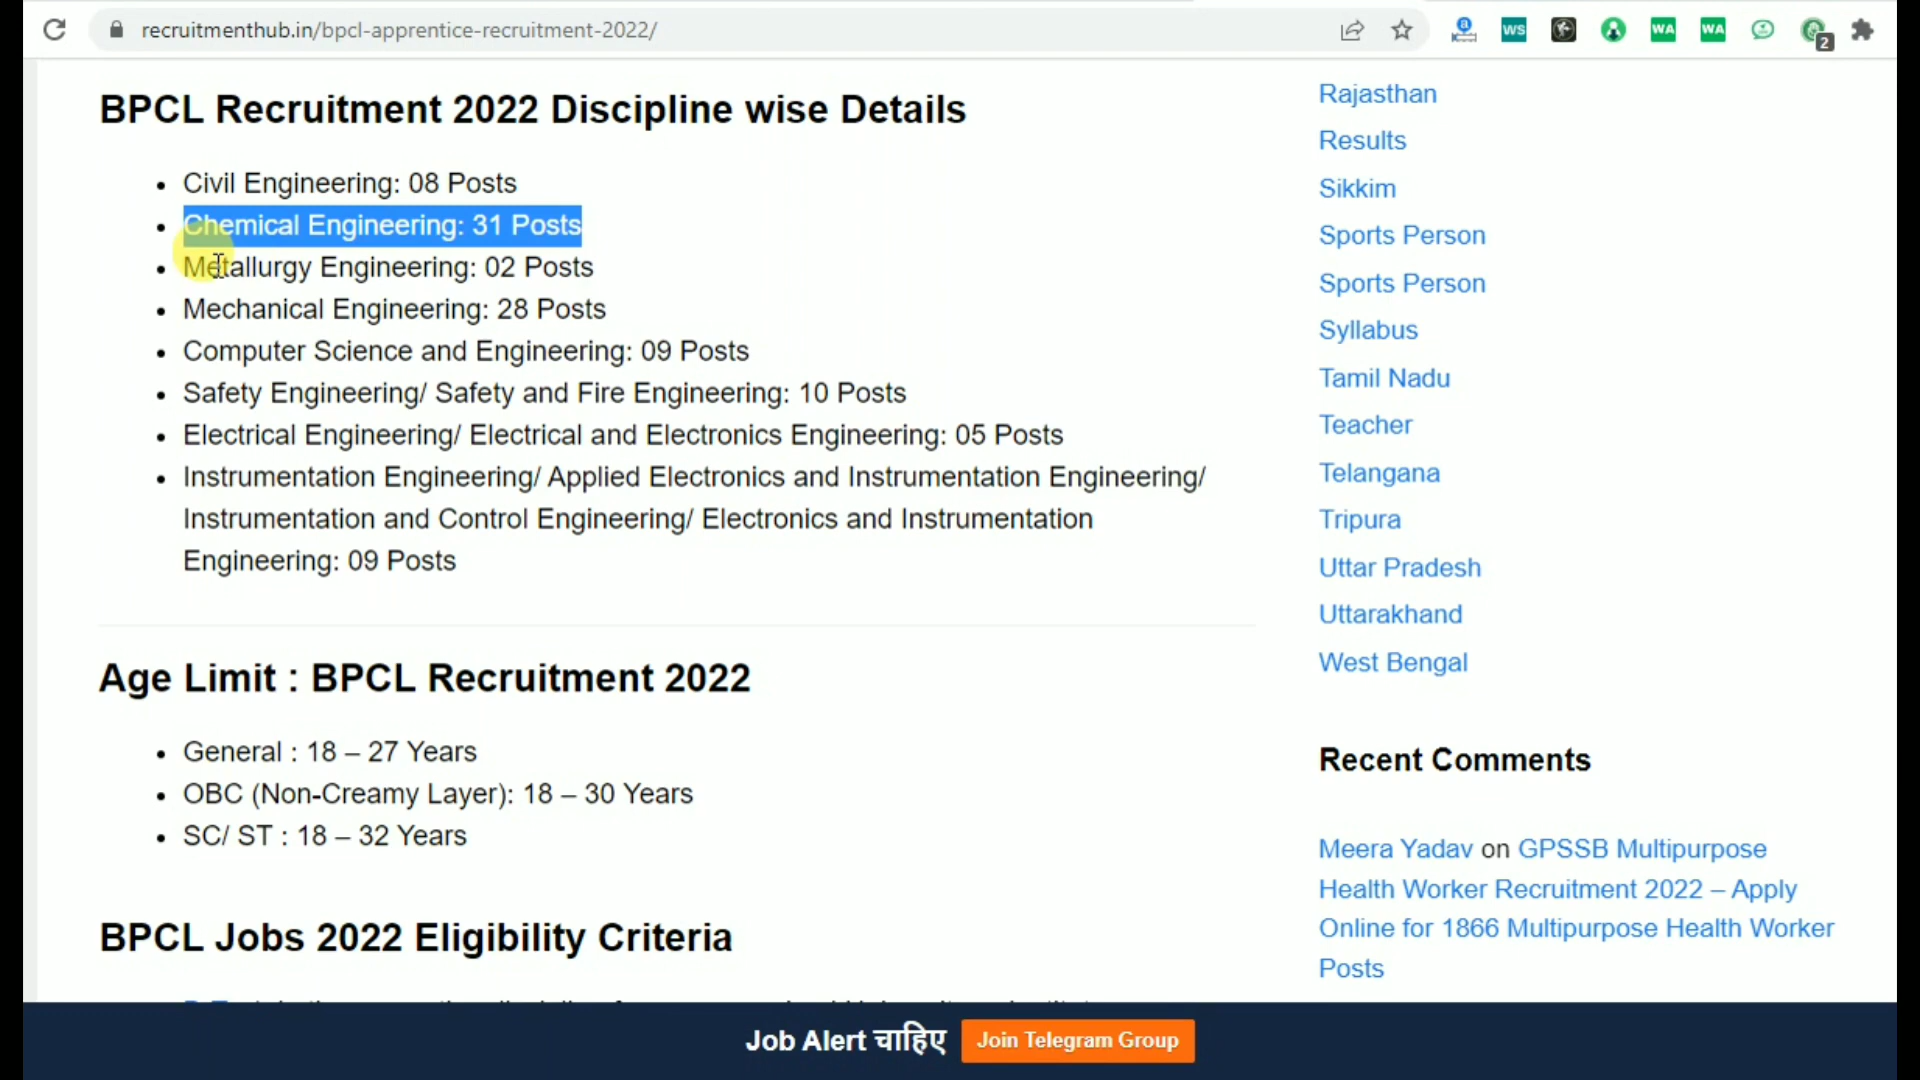 recruitmenthub.in/bpcl-apprentice-recruitment-2022/
WS
WA
WA
2
BPCL Recruitment 2022 Discipline wise Details
Civil Engineering: 08 Posts
Chemical Engineering: 31 Posts
Metallurgy Engineering: 02 Posts
Mechanical Engineering: 28 Posts
Computer Science and Engineering: 09 Posts
Safety Engineering/ Safety and Fire Engineering: 10 Posts
Electrical Engineering/ Electrical and Electronics Engineering: 05 Posts
Instrumentation Engineering/ Applied Electronics and Instrumentation Engineering/
Instrumentation and Control Engineering/ Electronics and Instrumentation
Engineering: 09 Posts
Age Limit : BPCL Recruitment 2022
General : 18 – 27 Years
OBC (Non-Creamy Layer): 18 – 30 Years
SC/ ST : 18 – 32 Years
BPCL Jobs 2022 Eligibility Criteria
Rajasthan
Results
Sikkim
Sports Person
Sports Person
Syllabus
Tamil Nadu
Teacher
Telangana
Tripura
Uttar Pradesh
Uttarakhand
West Bengal
Recent Comments
Meera Yadav on GPSSB Multipurpose
Health Worker Recruitment 2022 – Apply
Online for 1866 Multipurpose Health Worker
Posts
Job Alert चाहिए Join Telegram Group